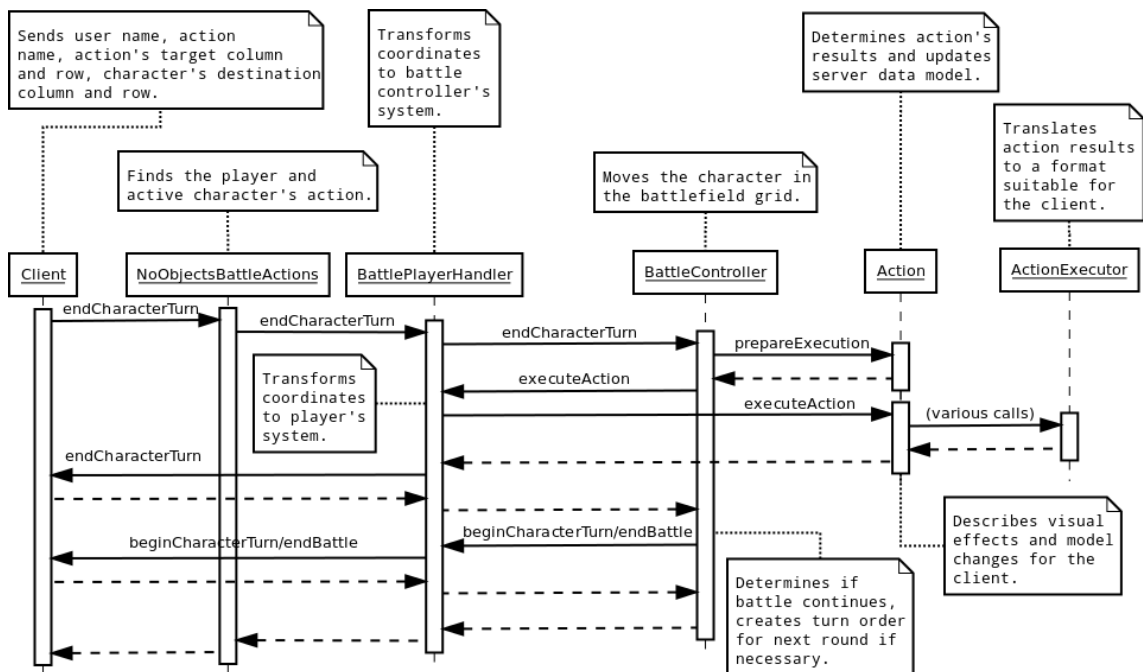 Sends user name, action
name, action's target column
and row, character's destination
column and row.
Transforms
coordinates
to battle
controller's
system.
Determines action's
results and updates
server data model.
Translates
action results
to a format
suitable for
the client.
Finds the player and
active character's action.
Moves the character in
the battlefield grid.
Client
NoObjectsBattleActions
BattlePlayerHandler
BattleController
Action
ActionExecutor
endCharacterTurn
endCharacterTurn
endCharacterTurn
prepareExecution
Transforms
coordinates
to player's
system.
executeAction
executeAction
(various calls)
endCharacterTurn
beginCharacterTurn/endBattle
beginCharacterTurn/endBattle
Describes visual
effects and model
changes for the
client.
Determines if
battle continues,
creates turn order
for next round if
necessary.